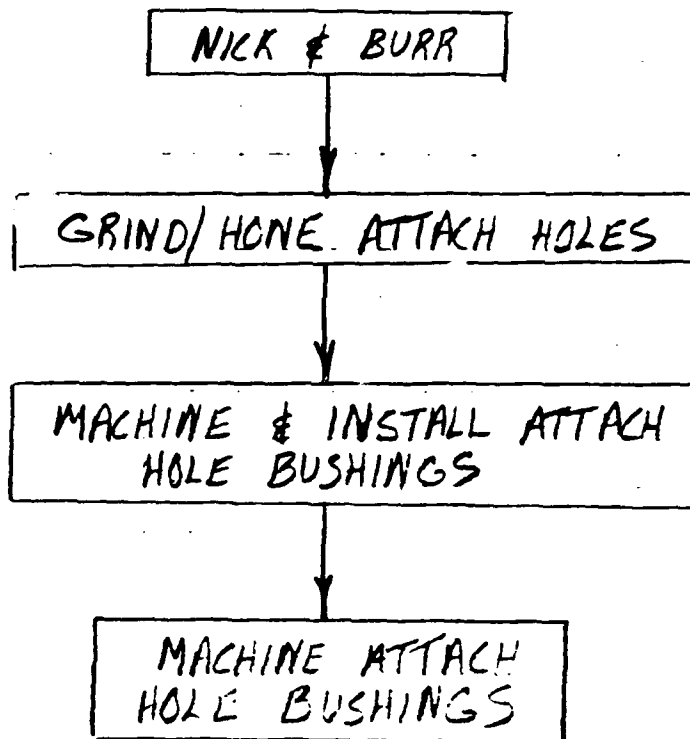 NICK & BURR
GRIND/HONE ATTACH HOLES
MACHINE & INSTALL ATTACH
HOLE BUSHINGS
MACHINE ATTACH
HOLE BUSHINGS